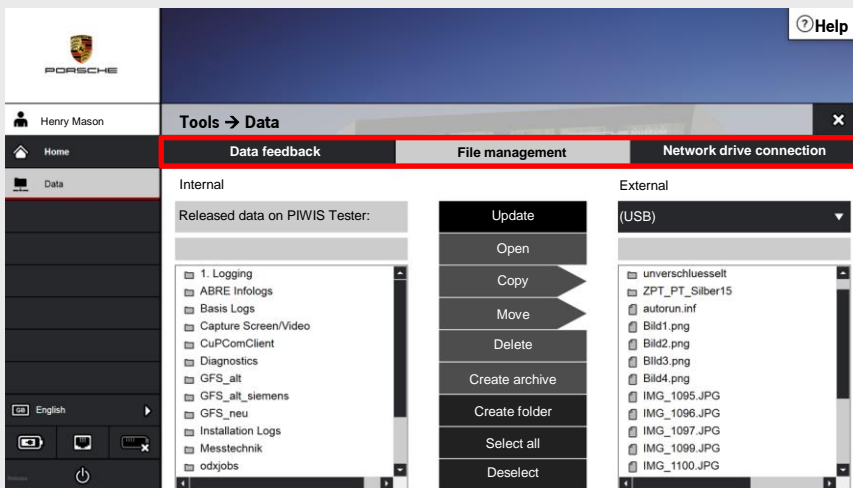 ?Help
PORSCHE
Henry Mason
Tools → Data
Home
Data feedback
File management
Network drive connection
Data
Internal
External
Released data on PIWIS Tester:
Update
(USB)
Open
Copy
Move
Delete
Create archive
Create folder
Select all
Deselect
1. Logging
ABRE Infologs
Basis Logs
Capture Screen/Video
CuPComClient
Diagnostics
GFS_alt
GFS_alt_siemens
GFS_neu
Installation Logs
Messtechnik
odxjobs
unverschluesselt
ZPT_PT_Silber15
autorun.inf
Bild1.png
Bild2.png
BIld3.png
Bild4.png
IMG_1095.JPG
IMG_1096.JPG
IMG_1097.JPG
IMG_1099.JPG
IMG_1100.JPG
GB English